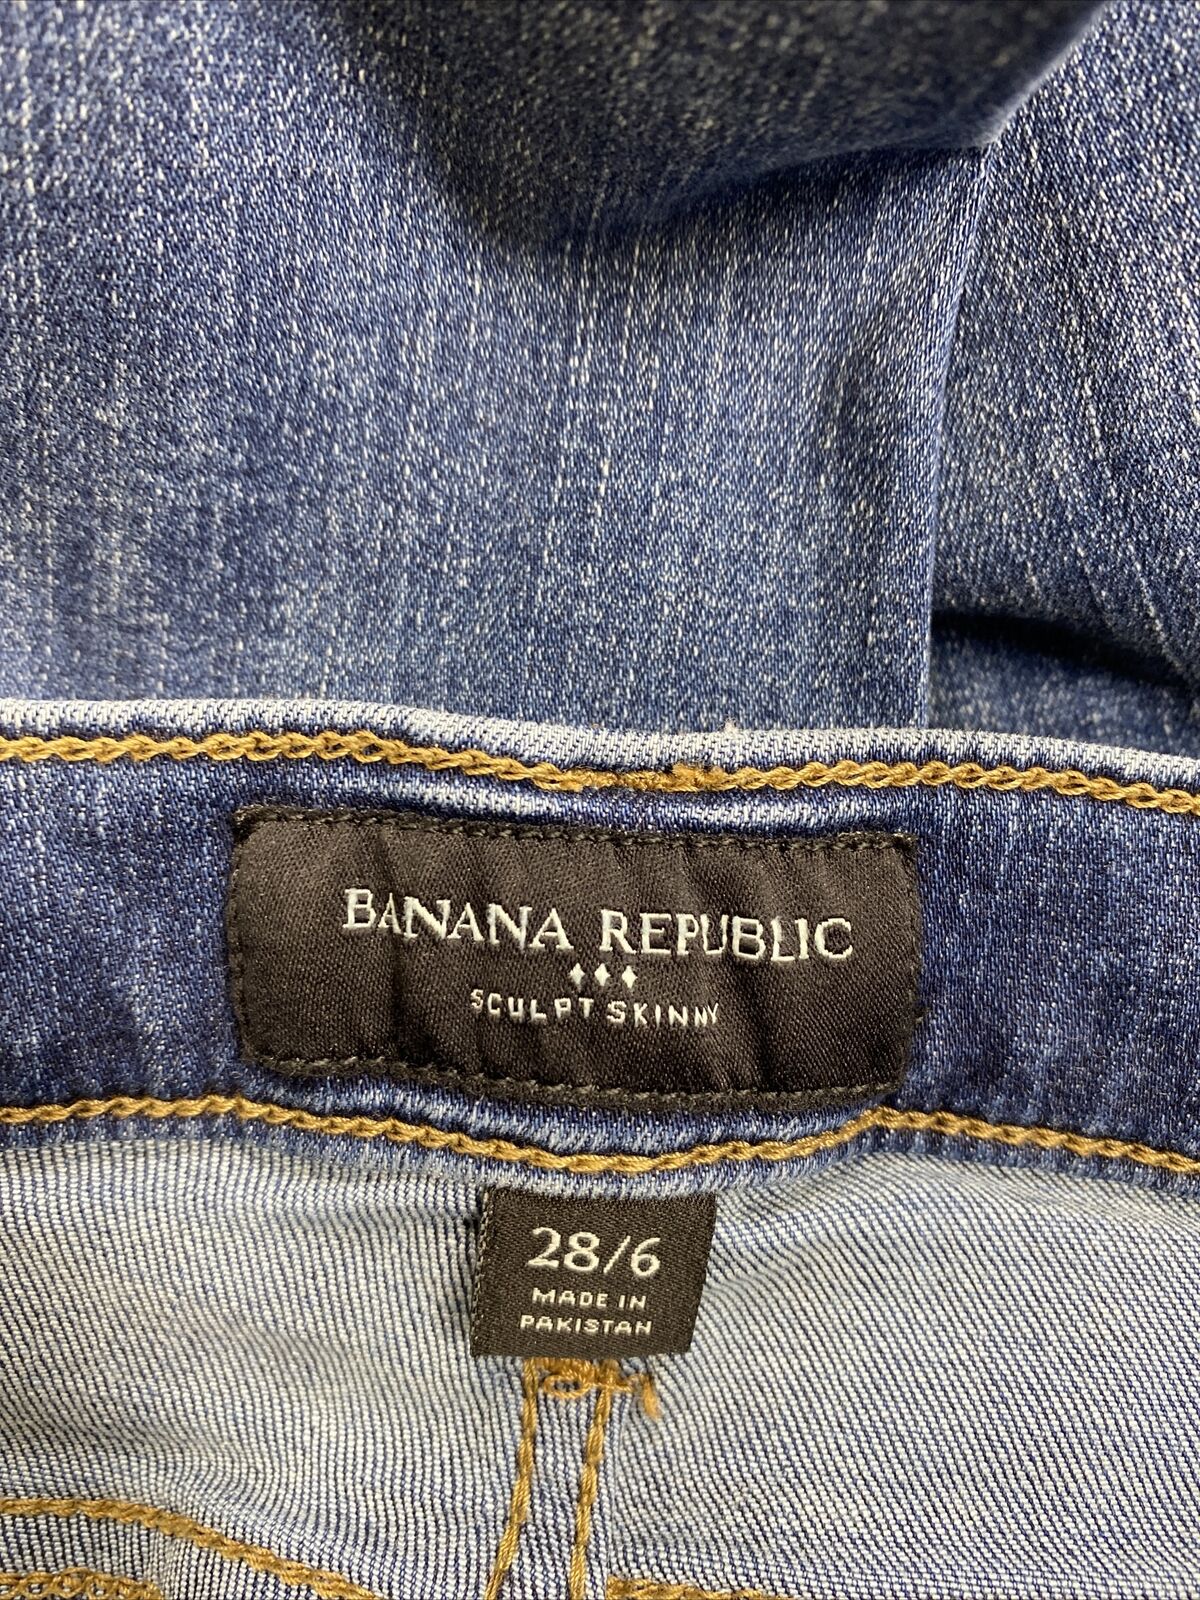 BANANA REPUBLIC
SCULPT SKINNY
28/6
MADE IN
PAKISTAN